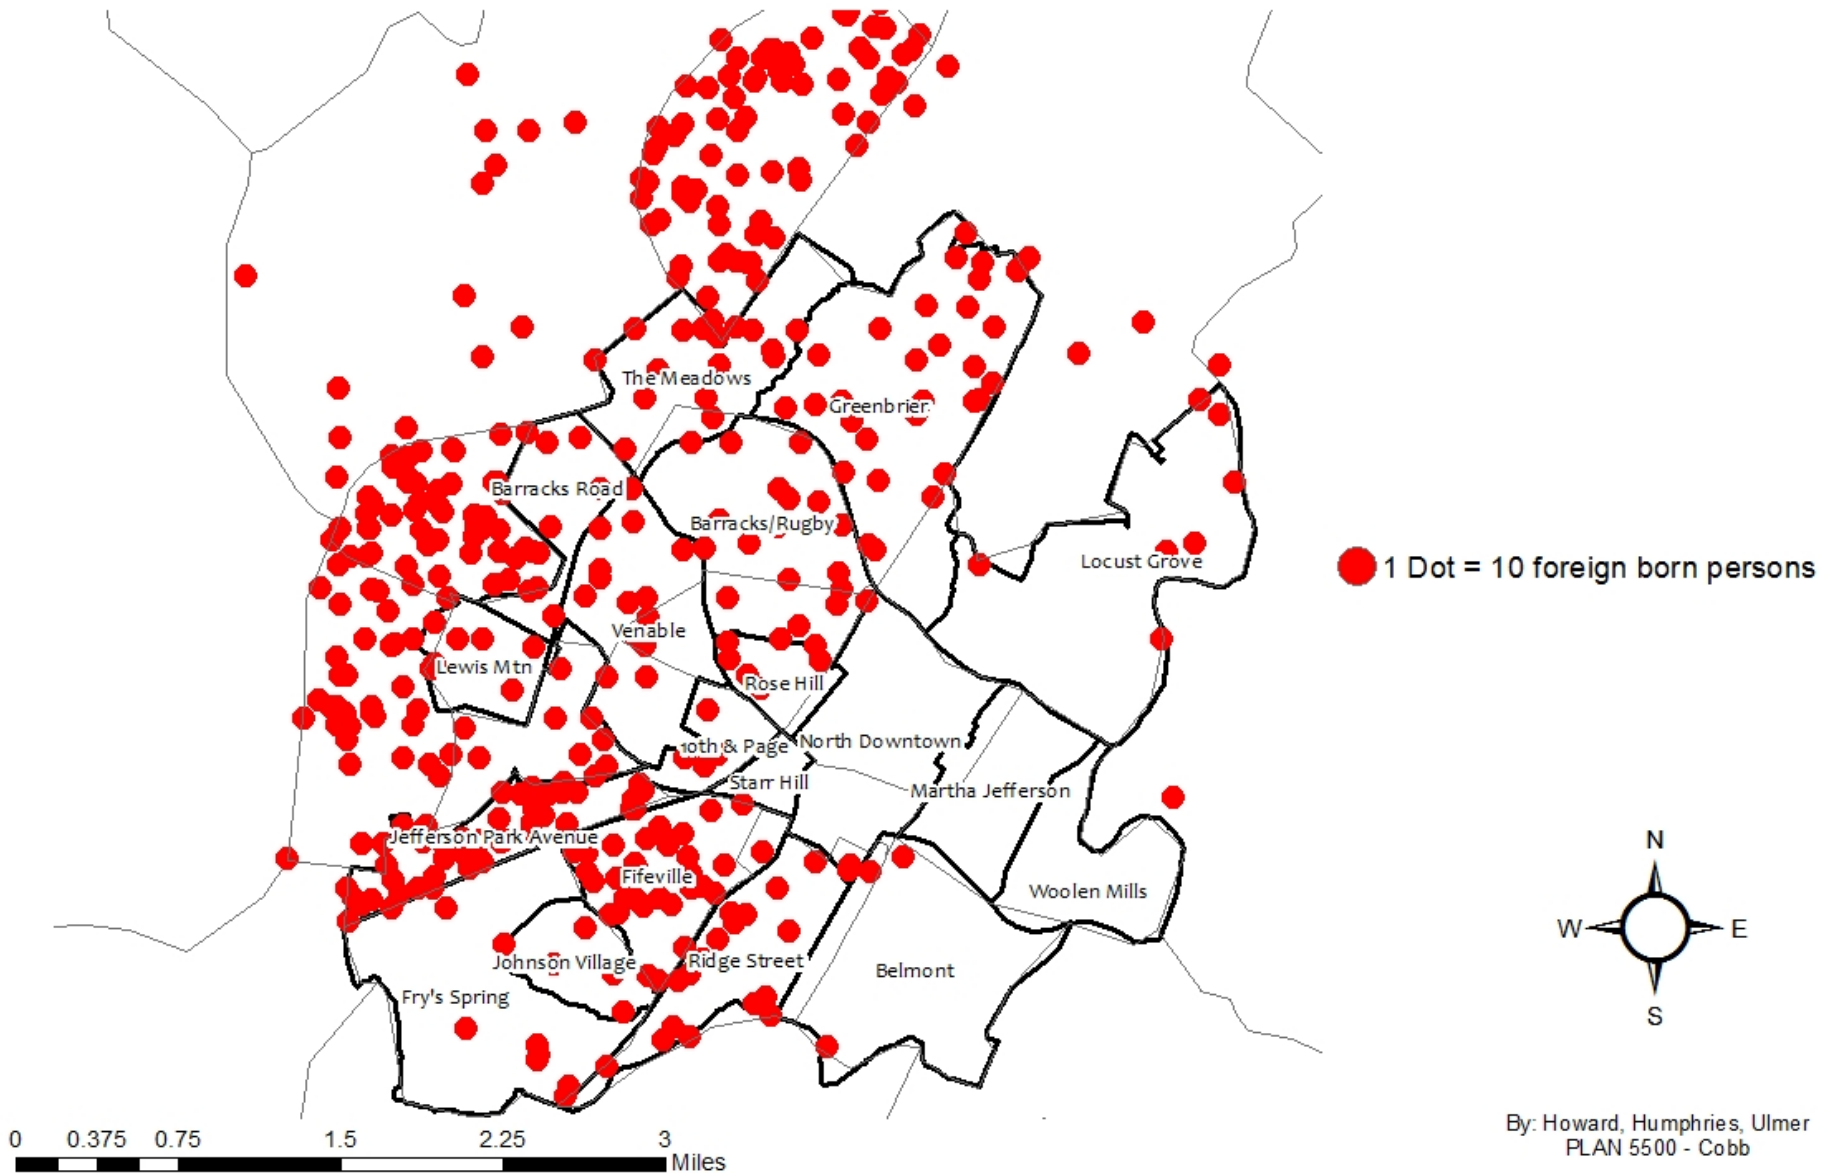 The Meadows
Greenbrier
Barracks Road
Barracks/Rugby
Locust Grove
1 Dot = 10 foreign born persons
Venable
Lewis Mtn
Rose Hill
10th & Page
North Downtown
Starr Hill
Martha Jefferson
Jefferson Park Avenue
Fifeville
Woolen Mills
Johnson Village
Ridge Street
Belmont
Fry's Spring
N
W
E
S
0 0.375 0.75 1.5 2.25 3
Miles
By: Howard, Humphries, Ulmer
PLAN 5500 - Cobb